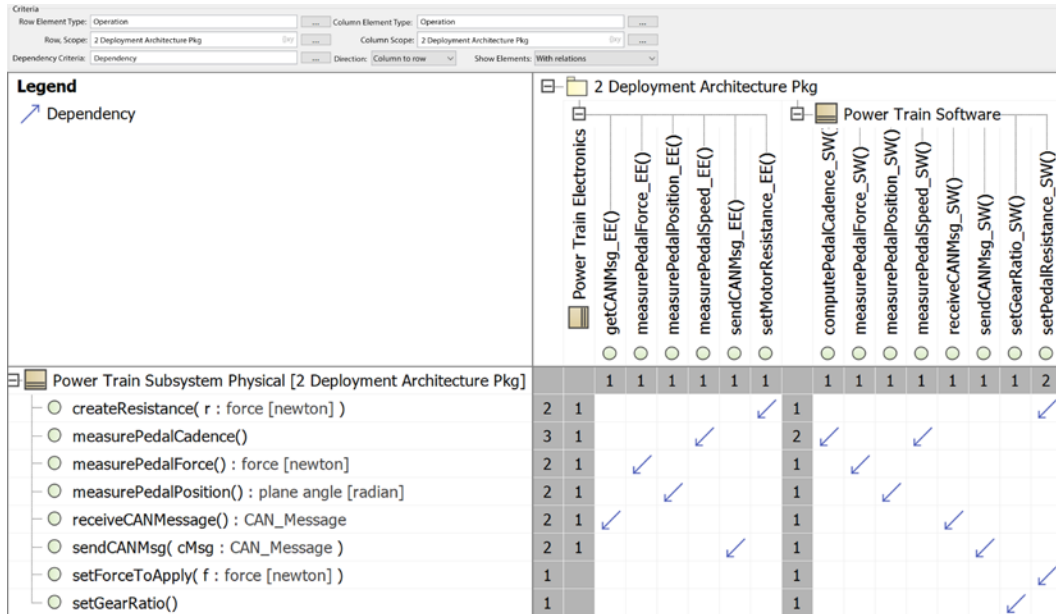 Criteria
Row Element Type: Operation ... Column Element Type: Operation ...
Row, Scope: 2 Deployment Architecture Pkg ... Column Scope: 2 Deployment Architecture Pkg ...
Dependency Criteria: Dependency ... Direction: Column to row Show Elements: With relations
Legend
Dependency
2 Deployment Architecture Pkg
Power Train Electronics
getCANMsg_EE()
measurePedalForce_EE()
measurePedalPosition_EE()
measurePedalSpeed_EE()
sendCANMsg_EE()
setMotorResistance_EE()
Power Train Software
computePedalCadence_SW(
measurePedalForce_SW()
measurePedalPosition_SW()
measurePedalSpeed_SW()
receiveCANMsg_SW()
sendCANMsg_SW()
setGearRatio_SW()
setPedalResistance_SW()
Power Train Subsystem Physical [2 Deployment Architecture Pkg] 1 1 1 1 1 1 1 1 1 1 1 1 1 2
createResistance( r : force [newton] ) 2 1 1
measurePedalCadence() 3 1 2
measurePedalForce() : force [newton] 2 1 1
measurePedalPosition() : plane angle [radian] 2 1 1
receiveCANMessage() : CAN_Message 2 1 1
sendCANMsg( cMsg : CAN_Message ) 2 1 1
setForceToApply( f : force [newton] ) 1 1
setGearRatio() 1 1